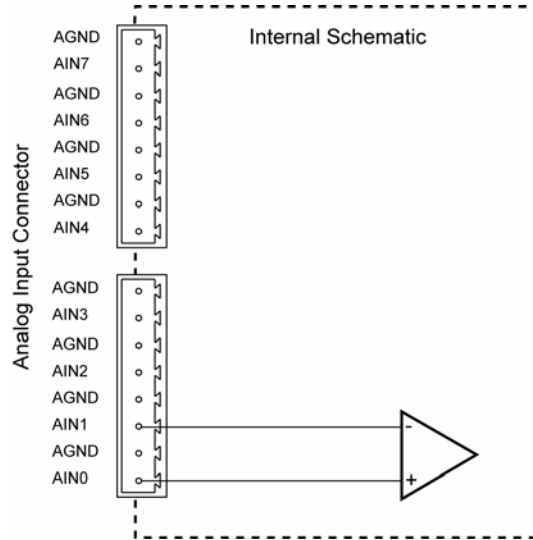 Internal Schematic
Analog Input Connector
AGND
AIN7
AGND
AIN6
AGND
AIN5
AGND
AIN4
AGND
AIN3
AGND
AIN2
AGND
AIN1
AGND
AIN0
-
+